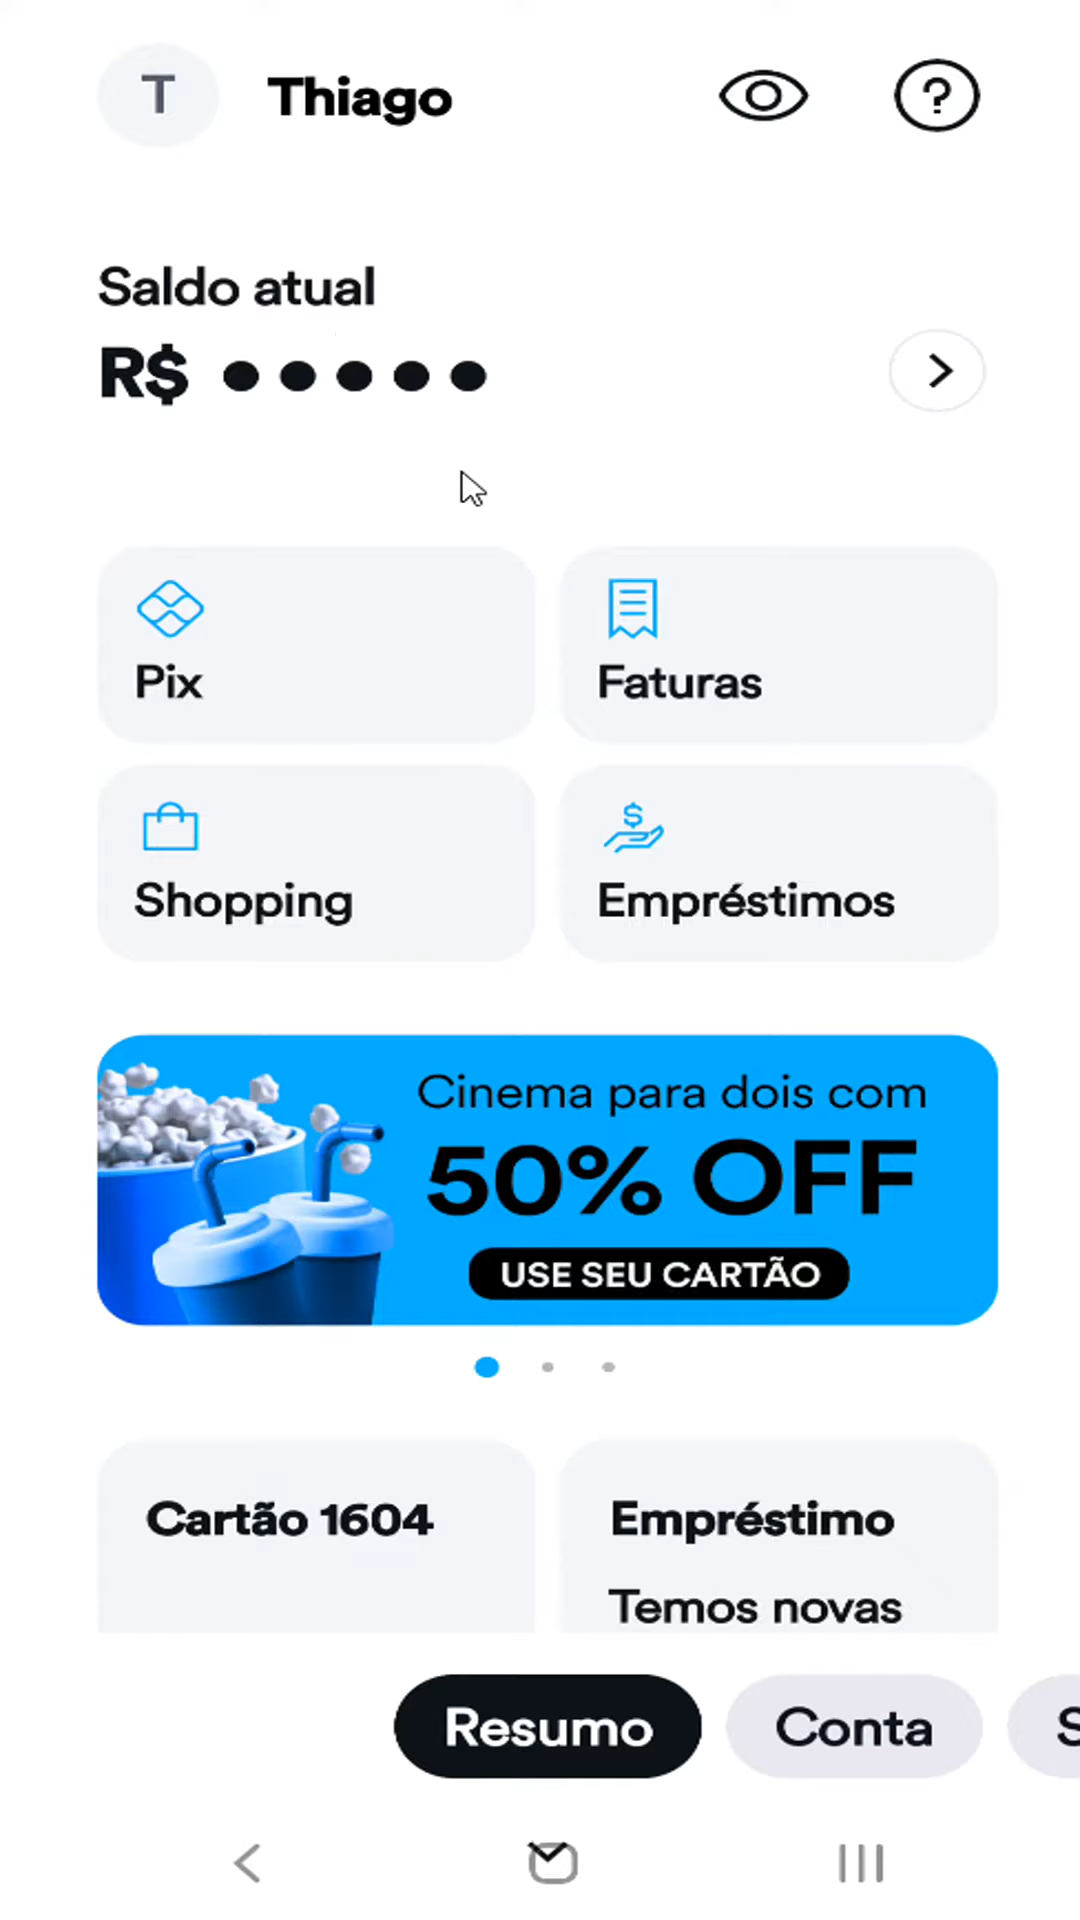 T
Thiago
?
Saldo atual
R$ ●●●●●
Pix
Faturas
Shopping
$
Empréstimos
Cinema para dois com
50% OFF
USE SEU CARTÃO
Cartão 1604
Empréstimo
Temos novas
Resumo
Conta
S